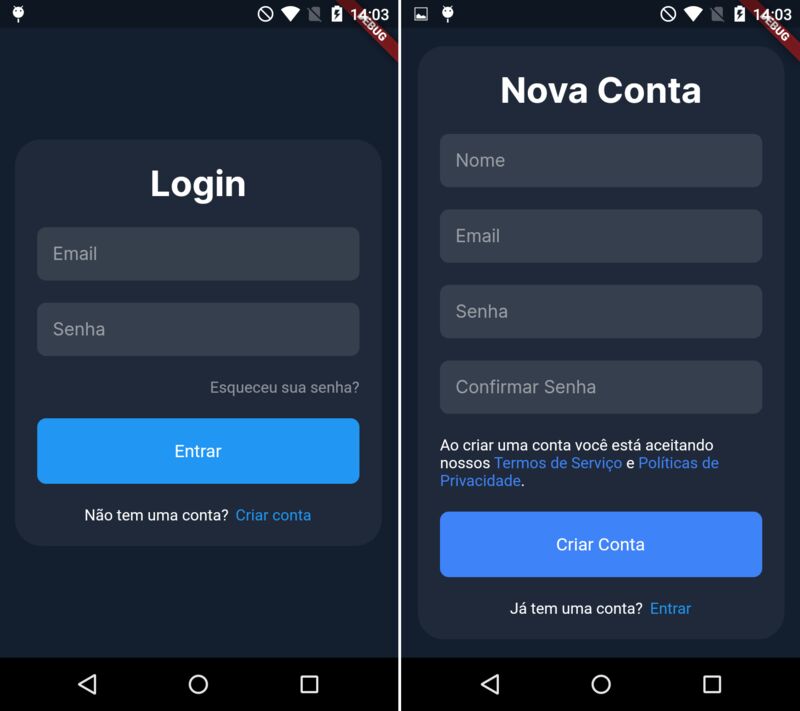 14:03
DEBUG
Login
Email
Senha
Esqueceu sua senha?
Entrar
Não tem uma conta? Criar conta
14:03
DEBUG
Nova Conta
Nome
Email
Senha
Confirmar Senha
Ao criar uma conta você está aceitando
nossos Termos de Serviço e Políticas de
Privacidade.
Criar Conta
Já tem uma conta? Entrar